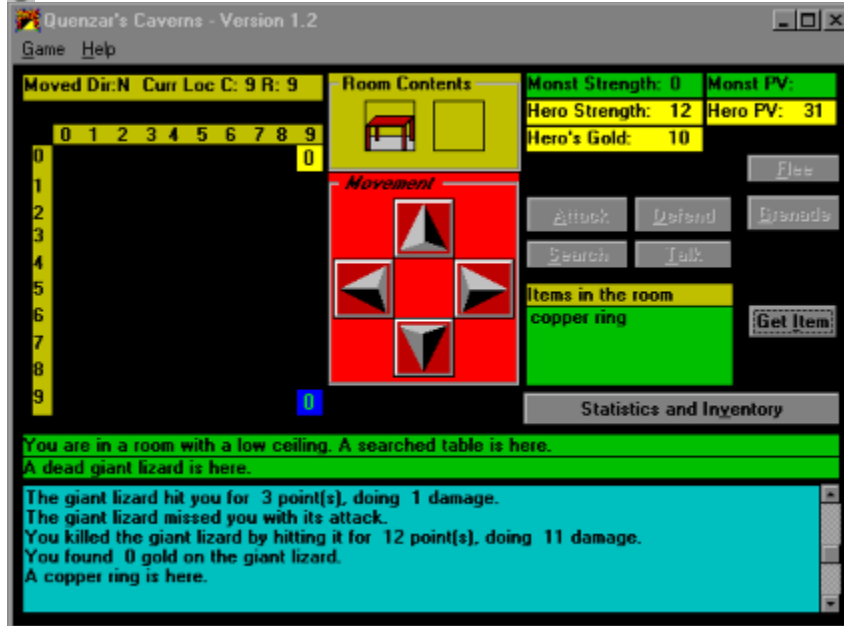 Quenzar's Caverns - Version 1.2
Game Help
Moved Dir:N Curr Loc C: 9 R: 9
0 1 2 3 4 5 6 7 8 9
0 0
1
2
3
4
5
6
7
8
9 0
Room Contents
Movement
Monst Strength: 0 Monst PV:
Hero Strength: 12 Hero PV: 31
Hero's Gold: 10
Flee
Attack Defend Grenade
Search Talk
Items in the room
copper ring
Get Item
Statistics and Inventory
You are in a room with a low ceiling. A searched table is here.
A dead giant lizard is here.
The giant lizard hit you for 3 point(s), doing 1 damage.
The giant lizard missed you with its attack.
You killed the giant lizard by hitting it for 12 point(s), doing 11 damage.
You found 0 gold on the giant lizard.
A copper ring is here.